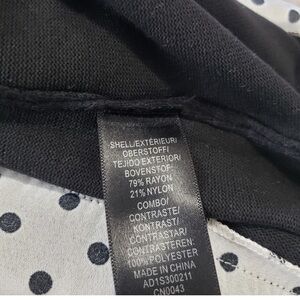 SHELL/EXTÉRIEUR/
OBERSTOFF/
TEJIDO EXTERIOR/
BOVENSTOF
79% RAYON
21% NYLON
COMBO/
CONTRASTE/
KONTRAST/
CONTRASTAR/
CONTRASTEREN:
100% POLYESTER
MADE IN CHINA
AD1S300211
CN0043